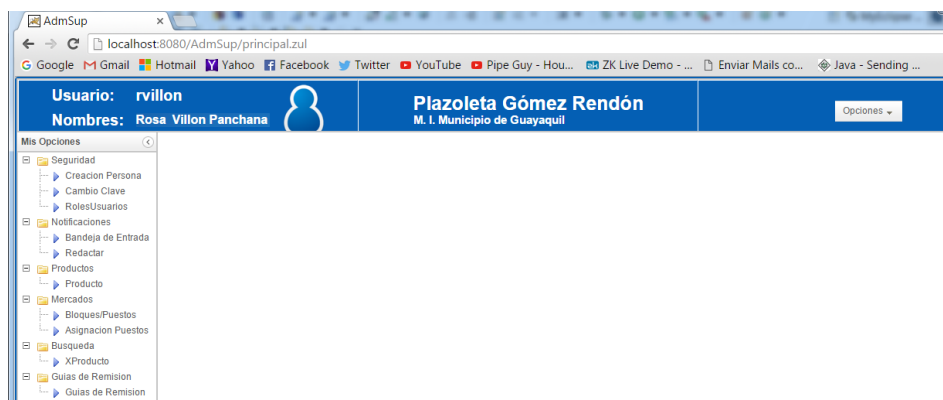 AdmSup
localhost:8080/AdmSup/principal.zul
Google Gmail Hotmail Yahoo Facebook Twitter YouTube Pipe Guy - Hou... ZK Live Demo - ... Enviar Mails co... Java - Sending ...
Usuario: rvillon
Nombres: Rosa Villon Panchana
Plazoleta Gómez Rendón
M. I. Municipio de Guayaquil
Opciones
Mis Opciones
Seguridad
Creacion Persona
Cambio Clave
RolesUsuarios
Notificaciones
Bandeja de Entrada
Redactar
Productos
Producto
Mercados
Bloques/Puestos
Asignacion Puestos
Busqueda
XProducto
Guias de Remision
Guias de Remision